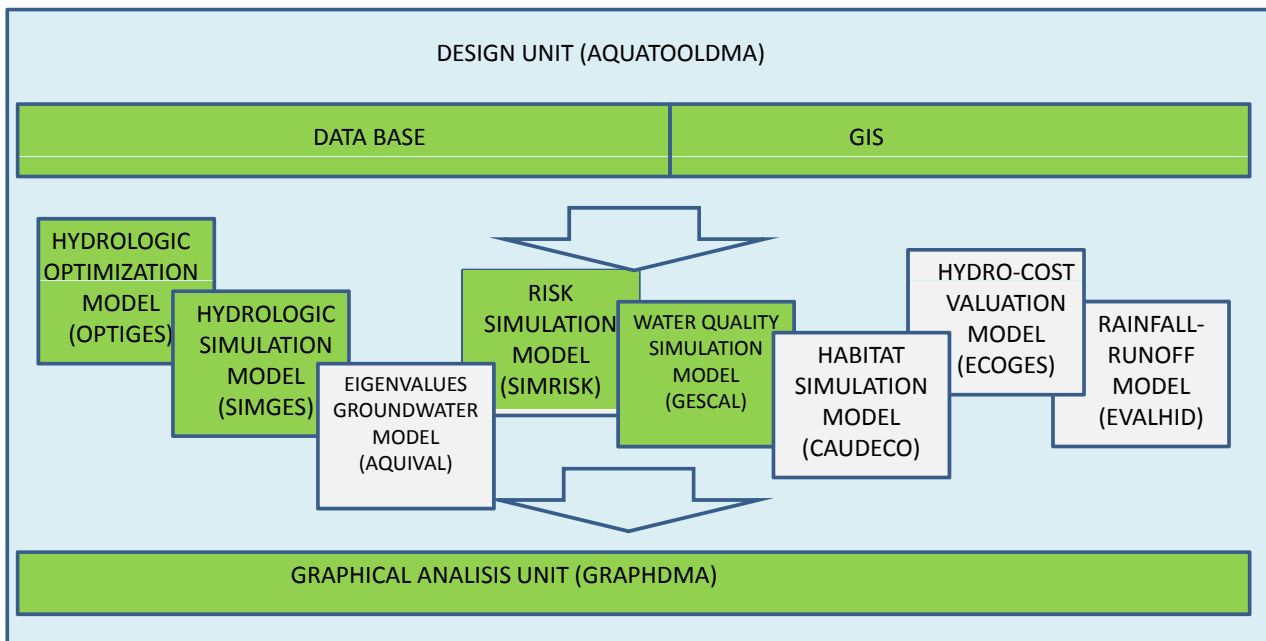 DESIGN UNIT (AQUATOOLDMA)
DATA BASE
GIS
HYDROLOGIC
OPTIMIZATION
MODEL
(OPTIGES)
HYDROLOGIC
SIMULATION
MODEL
(SIMGES)
EIGENVALUES
GROUNDWATER
MODEL
(AQUIVAL)
RISK
SIMULATION
MODEL
(SIMRISK)
WATER QUALITY
SIMULATION
MODEL
(GESCAL)
HABITAT
SIMULATION
MODEL
(CAUDECO)
HYDRO-COST
VALUATION
MODEL
(ECOGES)
RAINFALL-
RUNOFF
MODEL
(EVALHID)
GRAPHICAL ANALISIS UNIT (GRAPHDMA)